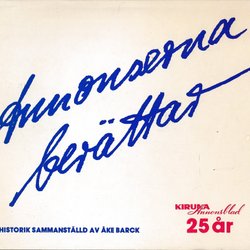 Annonserna
berättar
HISTORIK SAMMANSTÄLLD AV ÅKE BARCK
KIRUNA
Annonsblad
25 år